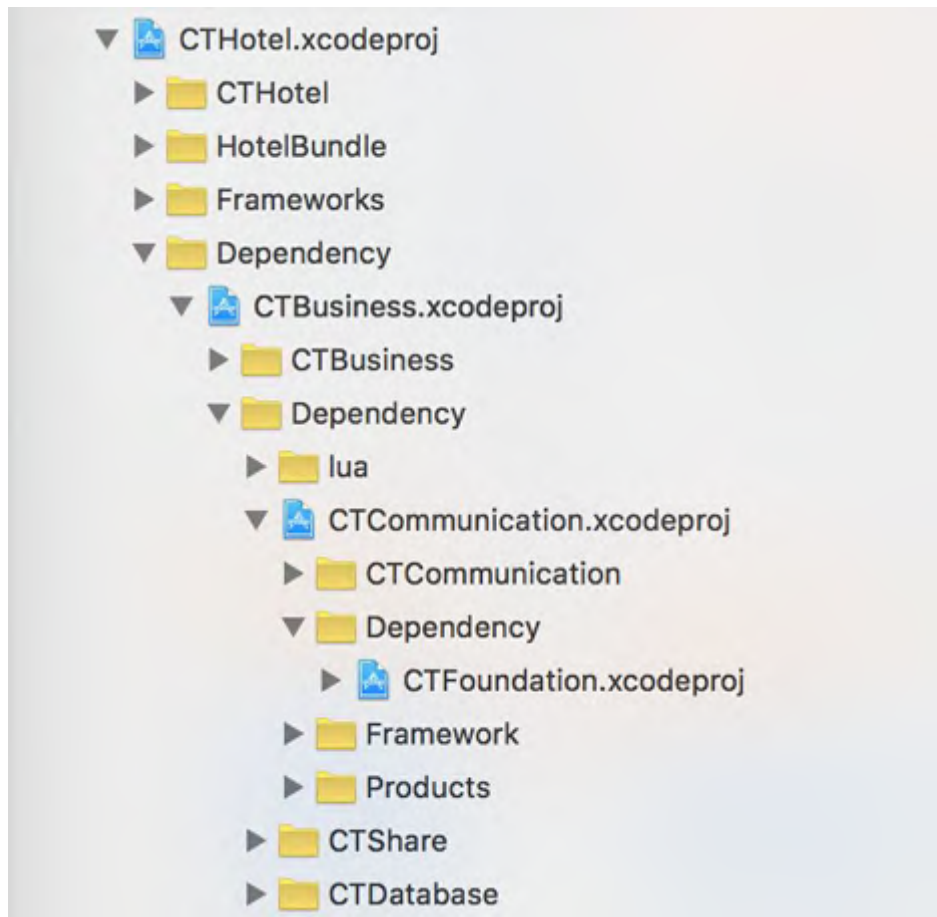 CTHotel.xcodeproj
CTHotel
HotelBundle
Frameworks
Dependency
CTBusiness.xcodeproj
CTBusiness
Dependency
lua
CTCommunication.xcodeproj
CTCommunication
Dependency
CTFoundation.xcodeproj
Framework
Products
CTShare
CTDatabase